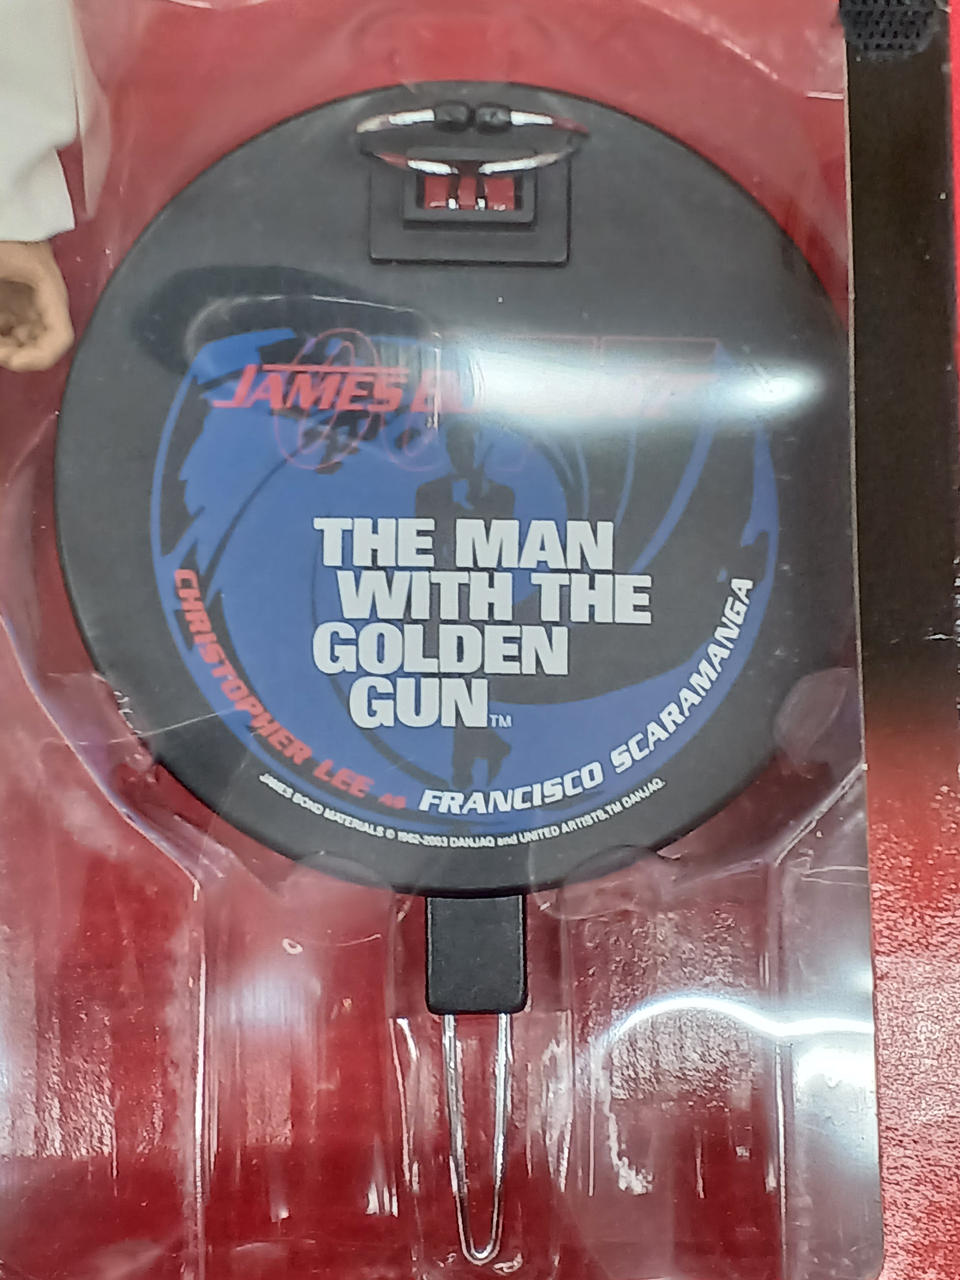 JAMES
THE MAN
WITH THE
GOLDEN
GUN™
CHRISTOPHER LEE as FRANCISCO SCARAMANGA
JAMES BOND MATERIALS © 1962-2003 DANJAQ and UNITED ARTISTS, TM DANJAQ.